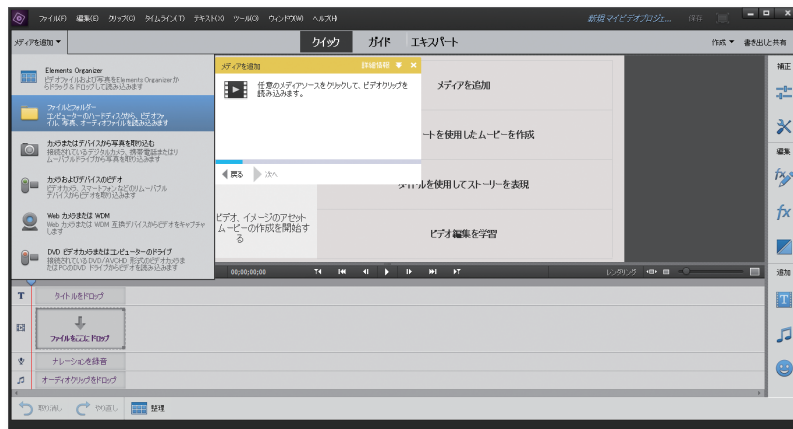 ファイル(F) 編集(E) クリップ(C) タイムライン(T) テキスト(X) ツール(O) ウィンドウ(W) ヘルプ(H)
新規 マイビデオプロジェ... 保存
メディアを追加
クイック ガイド エキスパート
作成 書き出しと共有
Elements Organizer
ビデオファイルおよび写真をElements Organizerか
らドラッグ & ドロップして読み込みます
ファイルとフォルダー
コンピューターのハードディスクから、ビデオファ
イル、写真、オーディオファイルを読み込みます
カメラまたはデバイスから写真を取り込む
接続されているデジタルカメラ、携帯電話またはリ
ムーバブルドライブから写真を取り込みます
カメラおよびデバイスのビデオ
ビデオカメラ、スマートフォンなどのリムーバブル
デバイスからビデオを取り込みます
Web カメラまたは WDM
Web カメラまたは WDM 互換デバイスからビデオをキャプチャ
します
DVD ビデオカメラまたはコンピューターのドライブ
接続されているDVD/AVCHD 形式のビデオカメラま
たはPCのDVD ドライブからビデオを読み込みます
メディアを追加 詳細情報
任意のメディアソースをクリックして、ビデオクリップを
読み込みます。
戻る 次へ
メディアを追加
ートを使用したムービーを作成
タイトルを使用してストーリーを表現
ビデオ編集を学習
ビデオ、イメージのアセット
ムービーの作成を開始す
る
補正
編集
追加
00;00;00;00
レンダリング
タイトルをドロップ
ファイルをここにドロップ
ナレーションを録音
オーディオクリップをドロップ
取り消し やり直し 整理